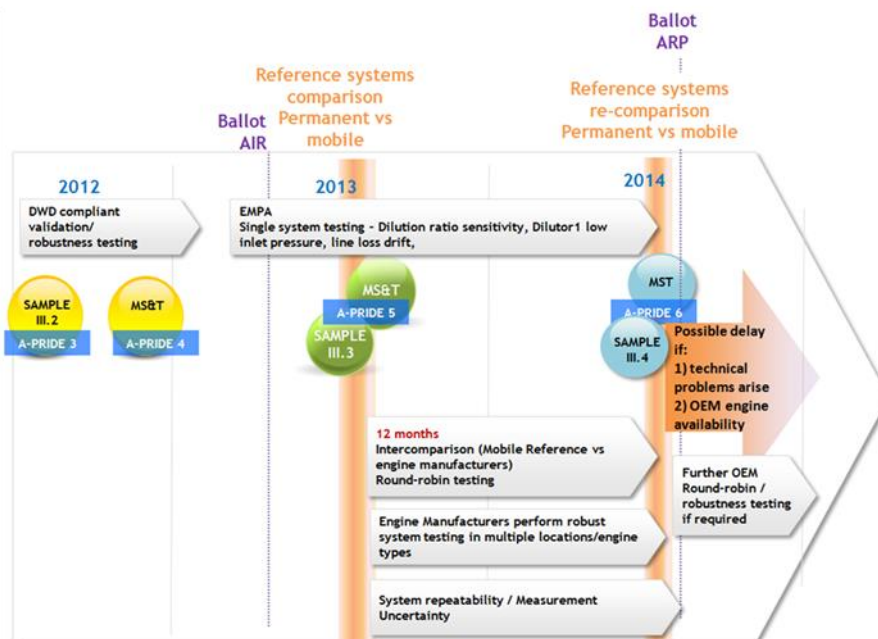 Ballot
ARP
Reference systems
comparison
Permanent vs
mobile
Reference systems
re-comparison
Permanent vs mobile
Ballot
AIR
2012
2013
2014
DWD compliant
validation/
robustness testing
EMPA
Single system testing - Dilution ratio sensitivity, Dilutor1 low
inlet pressure, line loss drift,
SAMPLE
III.2
A-PRIDE 3
MS&T
A-PRIDE 4
MS&T
A-PRIDE 5
SAMPLE
III.3
MST
A-PRIDE 6
SAMPLE
III.4
Possible delay
if:
1) technical
problems arise
2) OEM engine
availability
12 months
Intercomparison (Mobile Reference vs
engine manufacturers)
Round-robin testing
Further OEM
Round-robin /
robustness testing
if required
Engine Manufacturers perform robust
system testing in multiple locations/engine
types
System repeatability / Measurement
Uncertainty